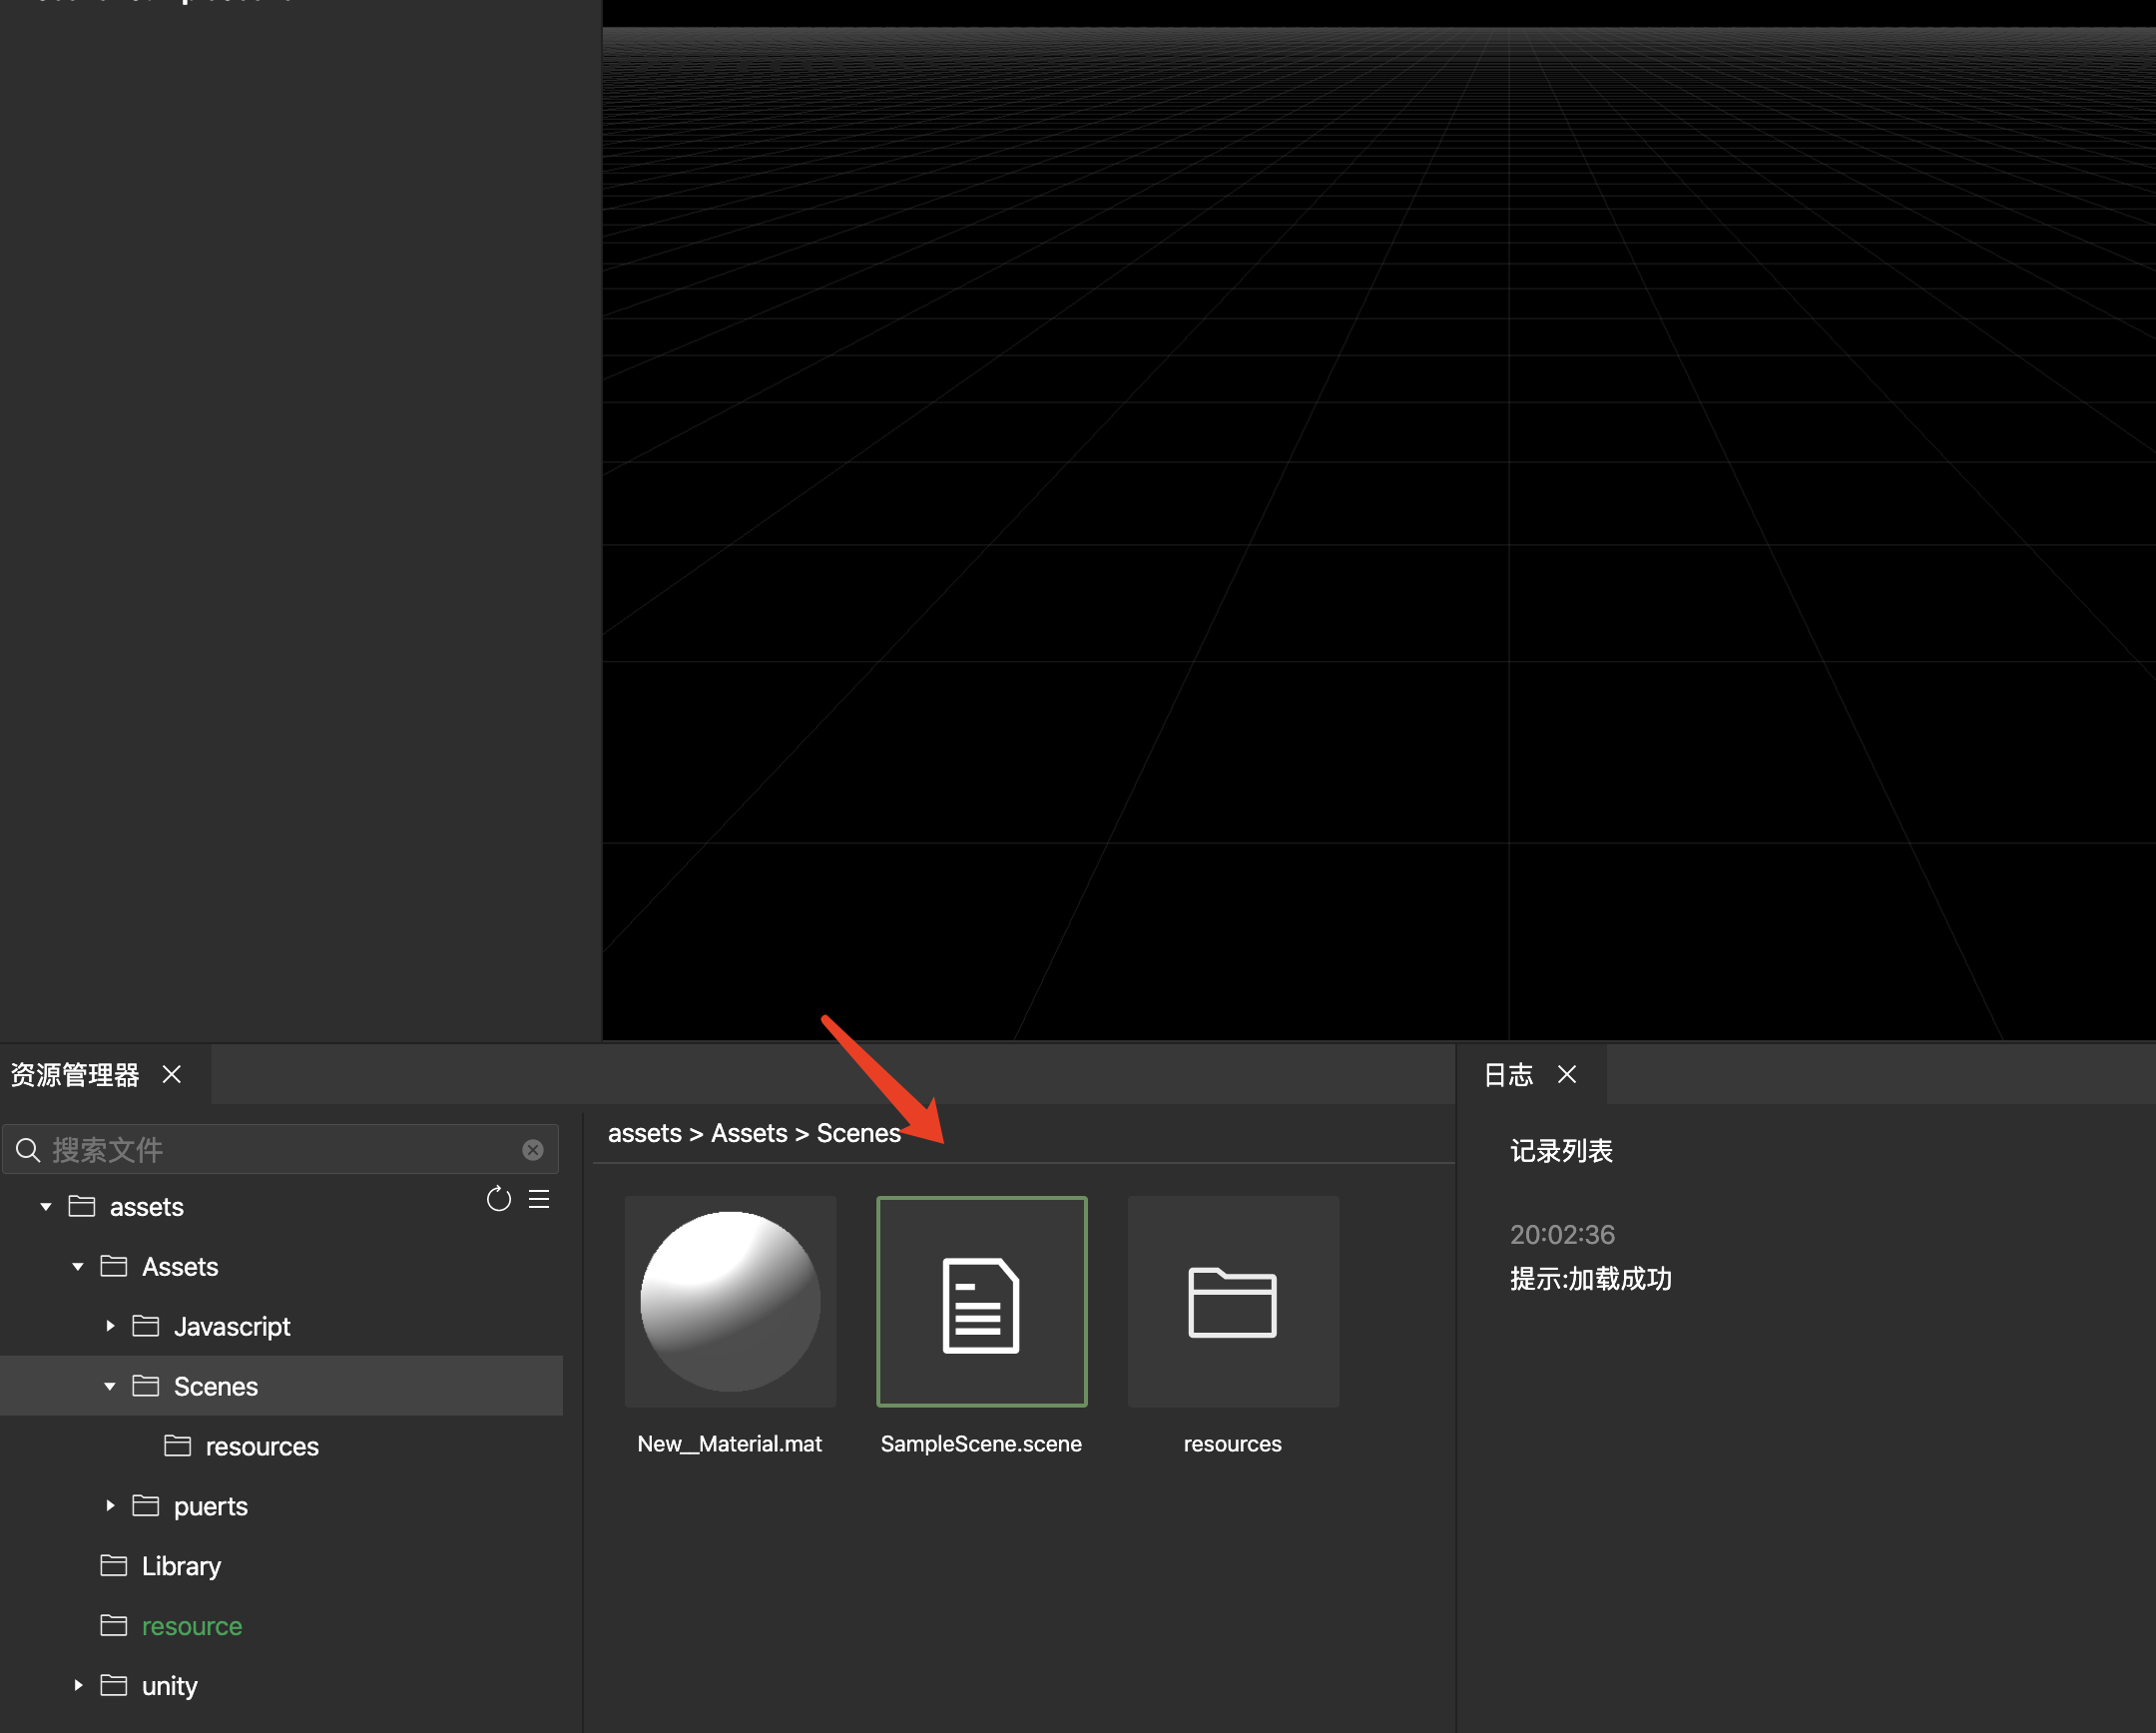 资源管理器
搜索文件
assets
Assets
Javascript
Scenes
resources
puerts
Library
resource
unity
assets > Assets > Scenes
New__Material.mat
SampleScene.scene
resources
日志
记录列表
20:02:36
提示:加载成功